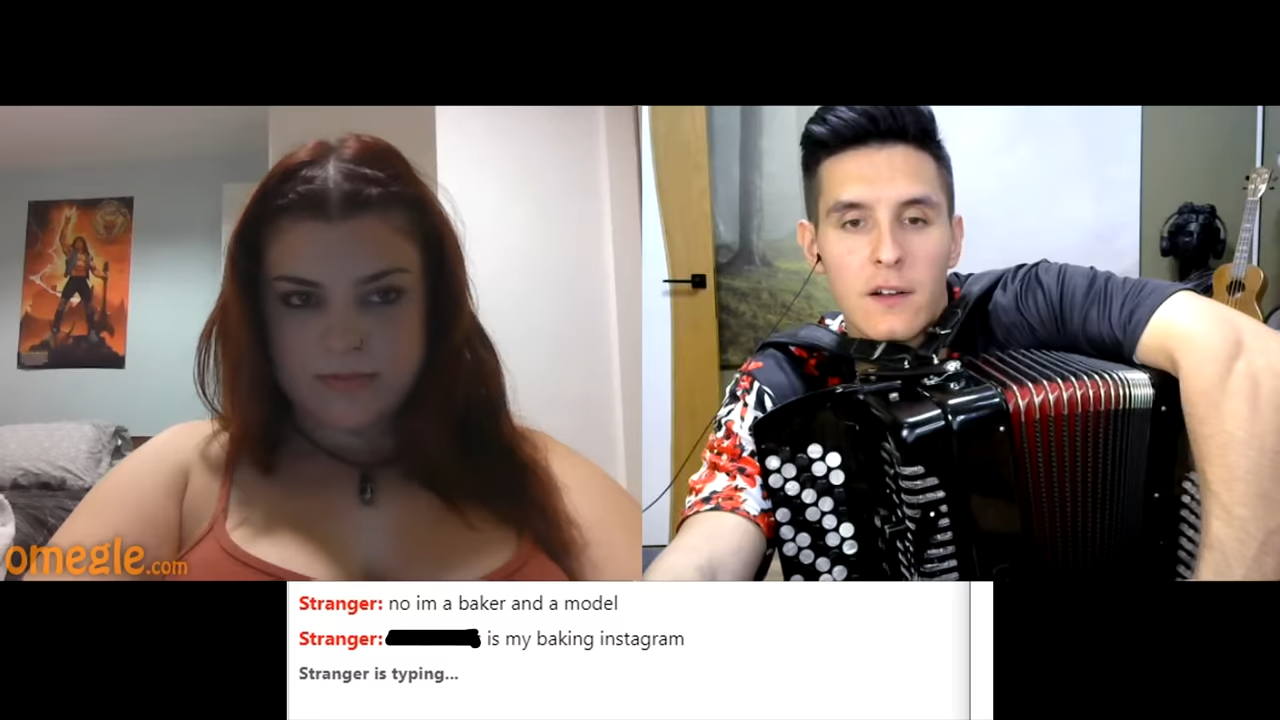 omegle.com
Stranger: no im a baker and a model
Stranger: is my baking instagram
Stranger is typing...